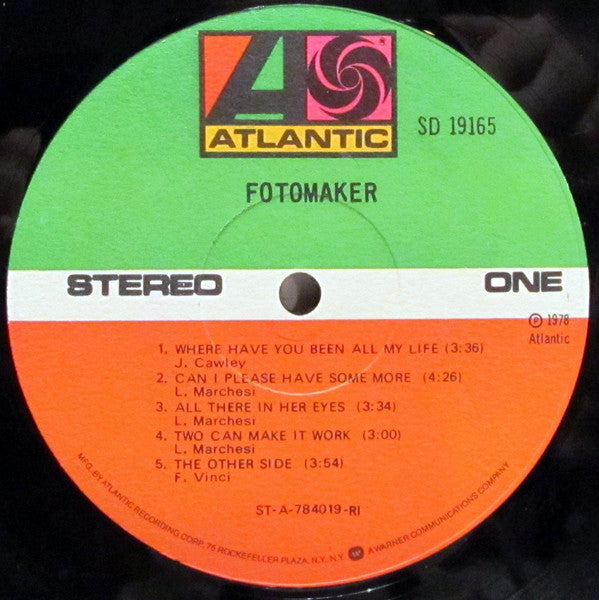 ATLANTIC
®
SD 19165
FOTOMAKER
STEREO
ONE
℗ 1978
Atlantic
1. WHERE HAVE YOU BEEN ALL MY LIFE (3:36)
J. Cawley
2. CAN I PLEASE HAVE SOME MORE (4:26)
L. Marchesi
3. ALL THERE IN HER EYES (3:34)
L. Marchesi
4. TWO CAN MAKE IT WORK (3:00)
L. Marchesi
5. THE OTHER SIDE (3:54)
F. Vinci
ST-A-784019-RI
MFG. BY ATLANTIC RECORDING CORP. 75 ROCKEFELLER PLAZA, N.Y. N.Y. A WARNER COMMUNICATIONS COMPANY